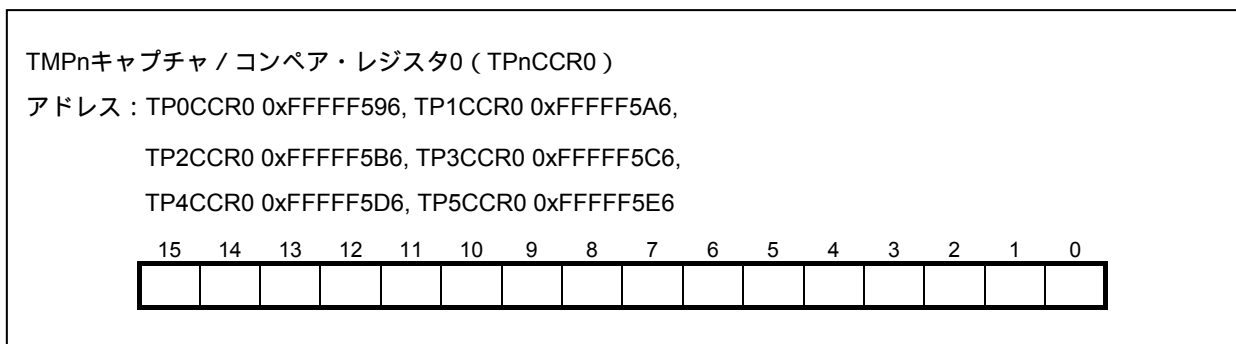 TMPnキャプチャ / コンペア・レジスタ0（TPnCCR0）
アドレス：TP0CCR0 0xFFFFF596, TP1CCR0 0xFFFFF5A6,
TP2CCR0 0xFFFFF5B6, TP3CCR0 0xFFFFF5C6,
TP4CCR0 0xFFFFF5D6, TP5CCR0 0xFFFFF5E6
15 14 13 12 11 10 9 8 7 6 5 4 3 2 1 0